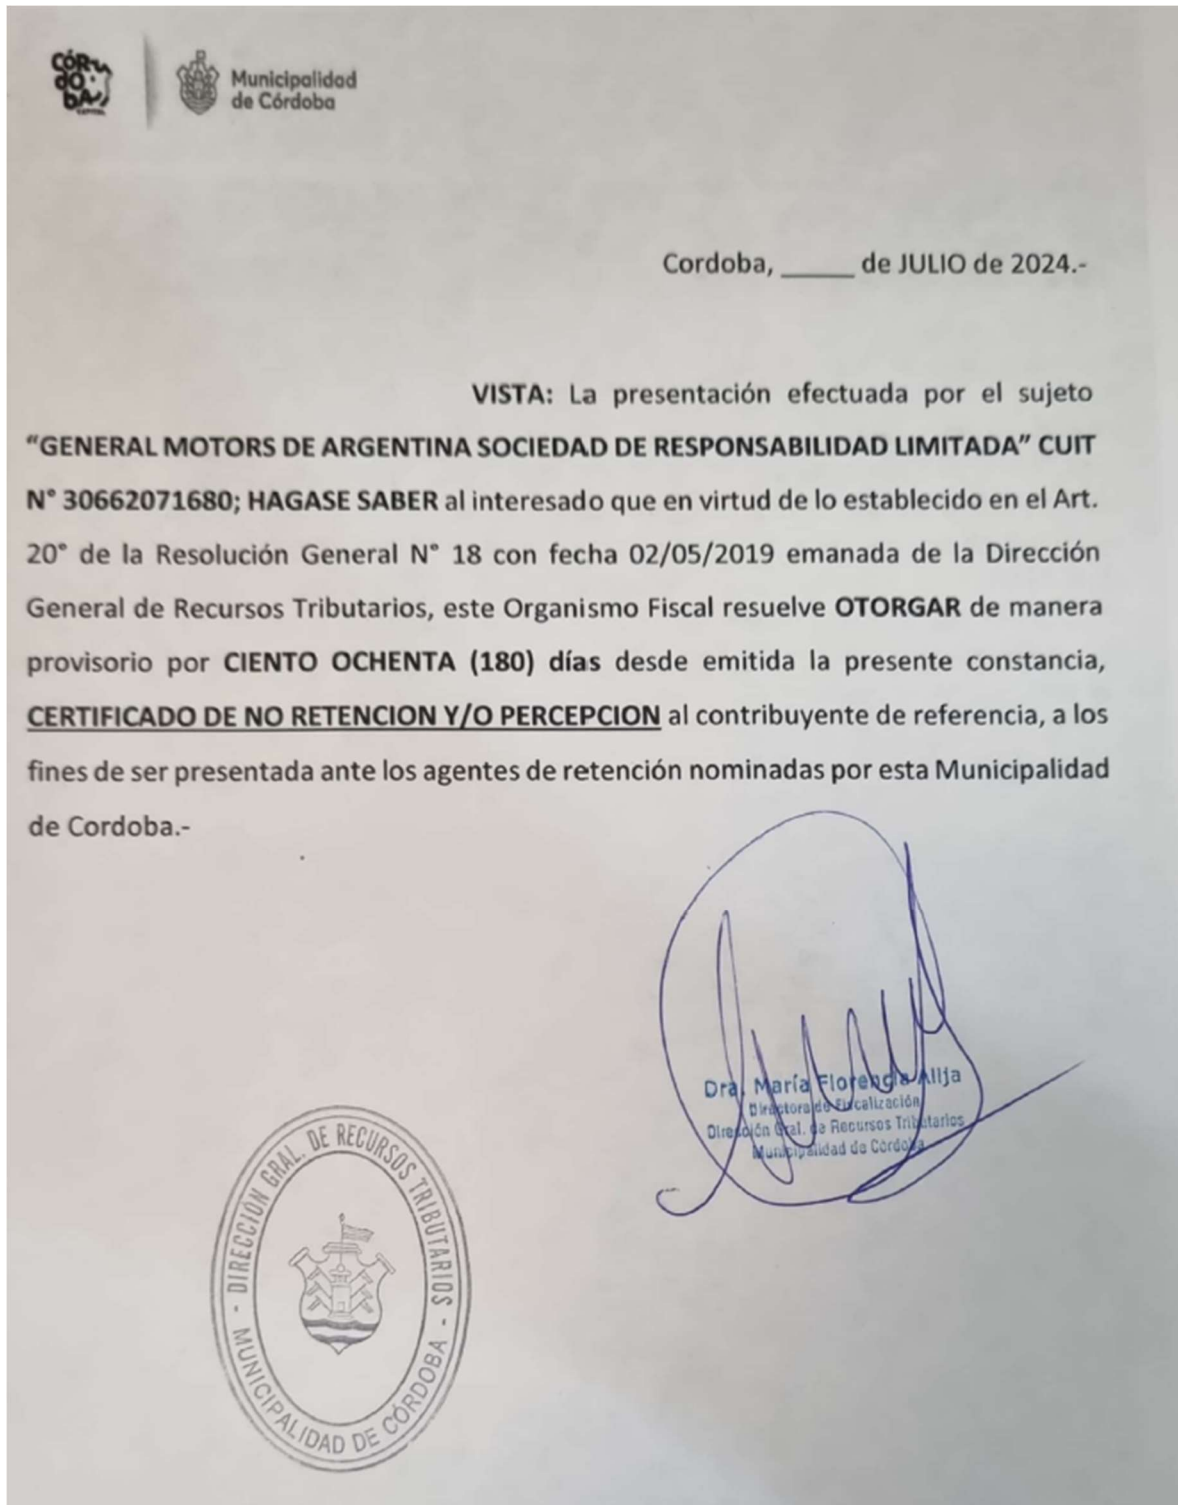 CÓR
DO
BA
CAPITAL
Municipalidad
de Córdoba
Cordoba, _____ de JULIO de 2024.-
VISTA: La presentación efectuada por el sujeto
“GENERAL MOTORS DE ARGENTINA SOCIEDAD DE RESPONSABILIDAD LIMITADA” CUIT
N° 30662071680; HAGASE SABER al interesado que en virtud de lo establecido en el Art.
20° de la Resolución General N° 18 con fecha 02/05/2019 emanada de la Dirección
General de Recursos Tributarios, este Organismo Fiscal resuelve OTORGAR de manera
provisorio por CIENTO OCHENTA (180) días desde emitida la presente constancia,
CERTIFICADO DE NO RETENCION Y/O PERCEPCION al contribuyente de referencia, a los
fines de ser presentada ante los agentes de retención nominadas por esta Municipalidad
de Cordoba.-
Dra. María Florencia Allja
Directora de Fiscalización
Dirección Gral. de Recursos Tributarios
Municipalidad de Córdoba
- DIRECCIÓN GRAL. DE RECURSOS TRIBUTARIOS -
MUNICIPALIDAD DE CÓRDOBA